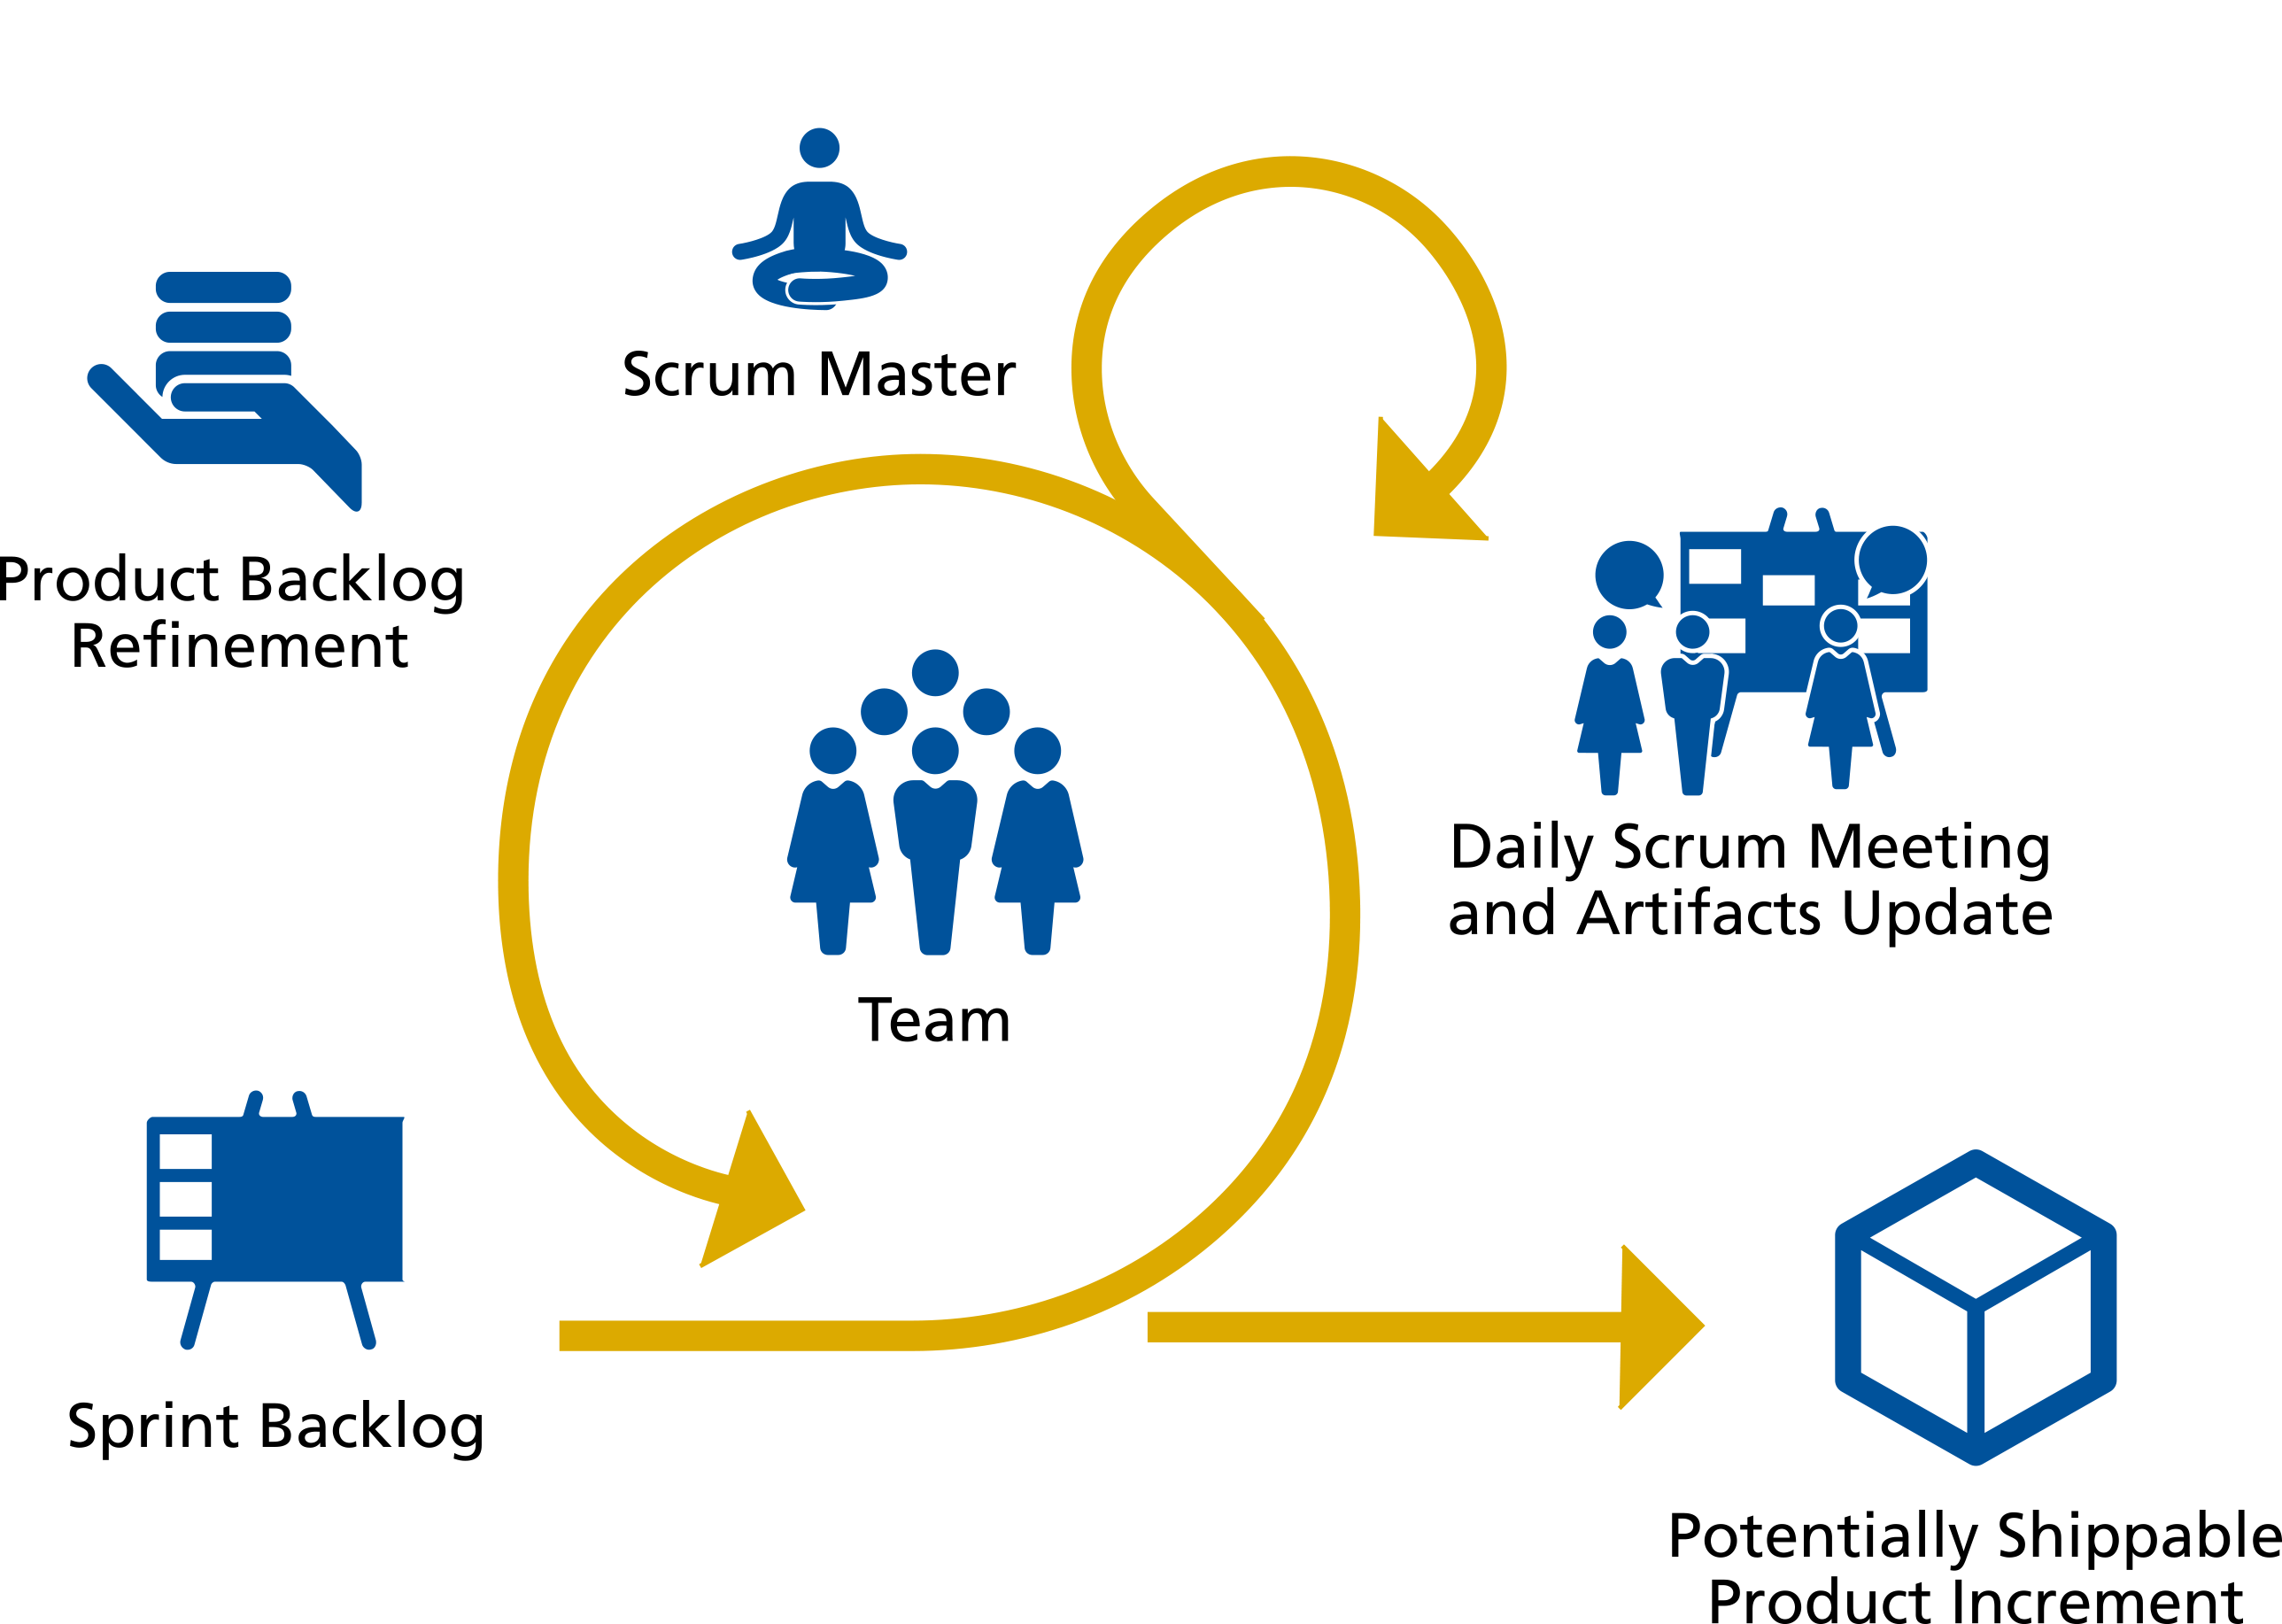 Scrum Master
Product Backlog
Refinement
Daily Scrum Meeting
and Artifacts Update
Team
Sprint Backlog
Potentially Shippable
Product Increment